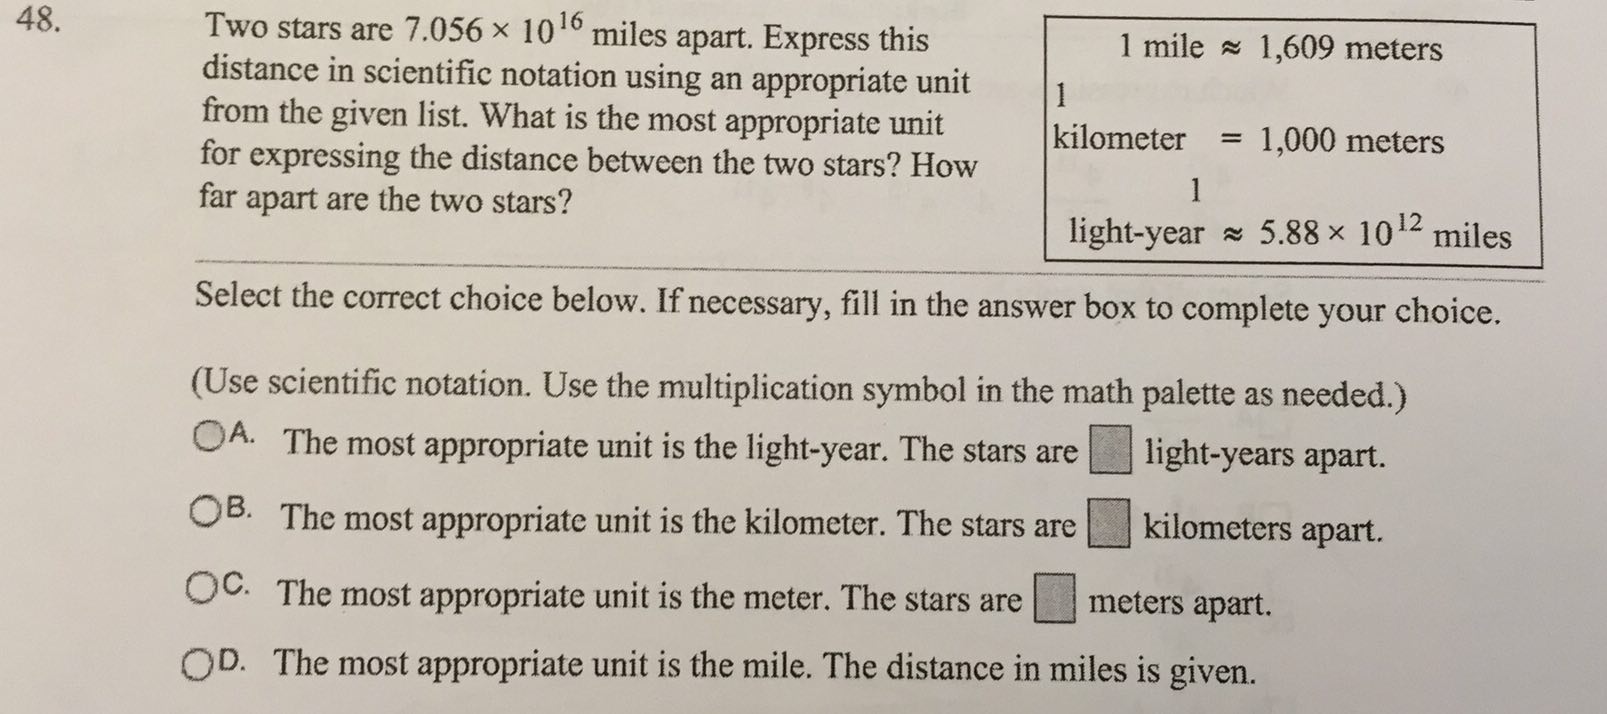 48.
Two stars are 7.056 × 10¹⁶ miles apart. Express this
distance in scientific notation using an appropriate unit
from the given list. What is the most appropriate unit
for expressing the distance between the two stars? How
far apart are the two stars?
1 mile ≈ 1,609 meters
1
kilometer = 1,000 meters
1
light-year ≈ 5.88 × 10¹² miles
Select the correct choice below. If necessary, fill in the answer box to complete your choice.
(Use scientific notation. Use the multiplication symbol in the math palette as needed.)
A. The most appropriate unit is the light-year. The stars are light-years apart.
B. The most appropriate unit is the kilometer. The stars are kilometers apart.
C. The most appropriate unit is the meter. The stars are meters apart.
D. The most appropriate unit is the mile. The distance in miles is given.